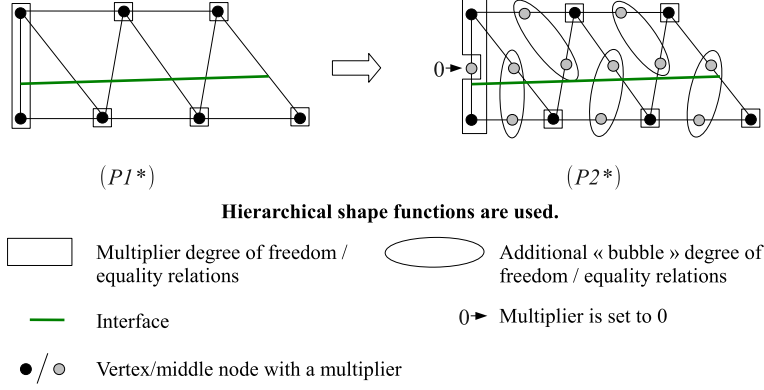 0
(P1*)
(P2*)
Hierarchical shape functions are used.
Multiplier degree of freedom /
equality relations
Additional « bubble » degree of
freedom / equality relations
Interface
0 Multiplier is set to 0
/ Vertex/middle node with a multiplier